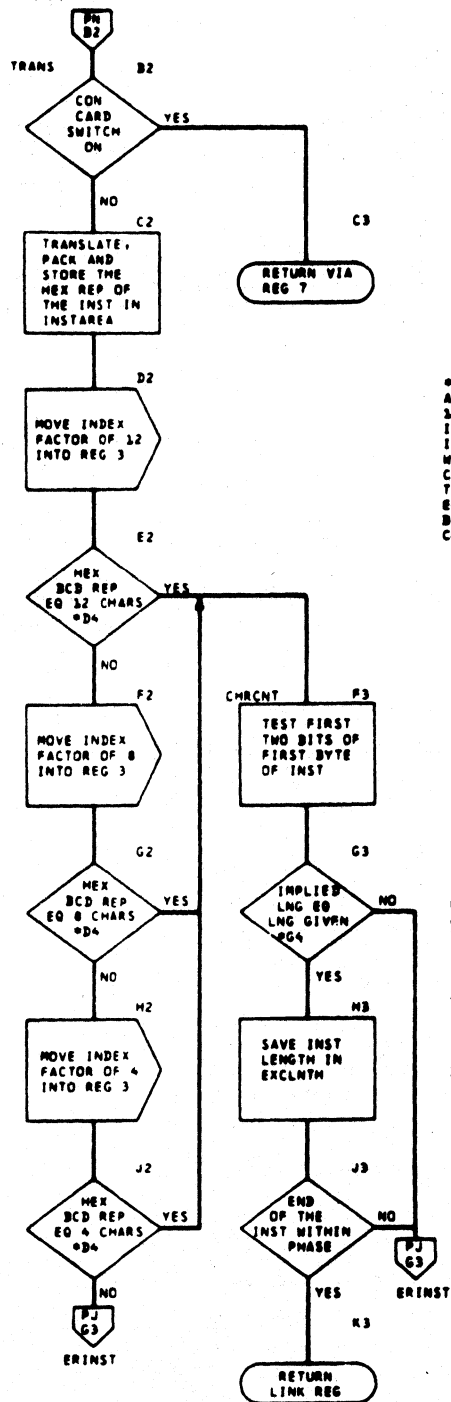 PN
B2
TRANS
B2
CON
CARD
SWITCH
ON
YES
NO
C2
TRANSLATE,
PACK AND
STORE THE
HEX REP OF
THE INST IN
INSTAREA
C3
RETURN VIA
REG 7
D2
MOVE INDEX
FACTOR OF 12
INTO REG 3
E2
HEX
BCD REP
EQ 12 CHARS
*D4
YES
NO
F2
MOVE INDEX
FACTOR OF 8
INTO REG 3
G2
HEX
BCD REP
EQ 8 CHARS
*D4
YES
NO
H2
MOVE INDEX
FACTOR OF 4
INTO REG 3
J2
HEX
BCD REP
EQ 4 CHARS
*D4
YES
NO
PJ
G3
ERINST
CHRCNT
F3
TEST FIRST
TWO BITS OF
FIRST BYTE
OF INST
G3
IMPLIED
LNG EQ
LNG GIVEN
*G4
NO
YES
H3
SAVE INST
LENGTH IN
EXCLNTH
J3
END
OF THE
INST WITHIN
PHASE
NO
PJ
G3
ERINST
YES
K3
RETURN
LINK REG
*
A
I
I
W
C
T
E
B
C